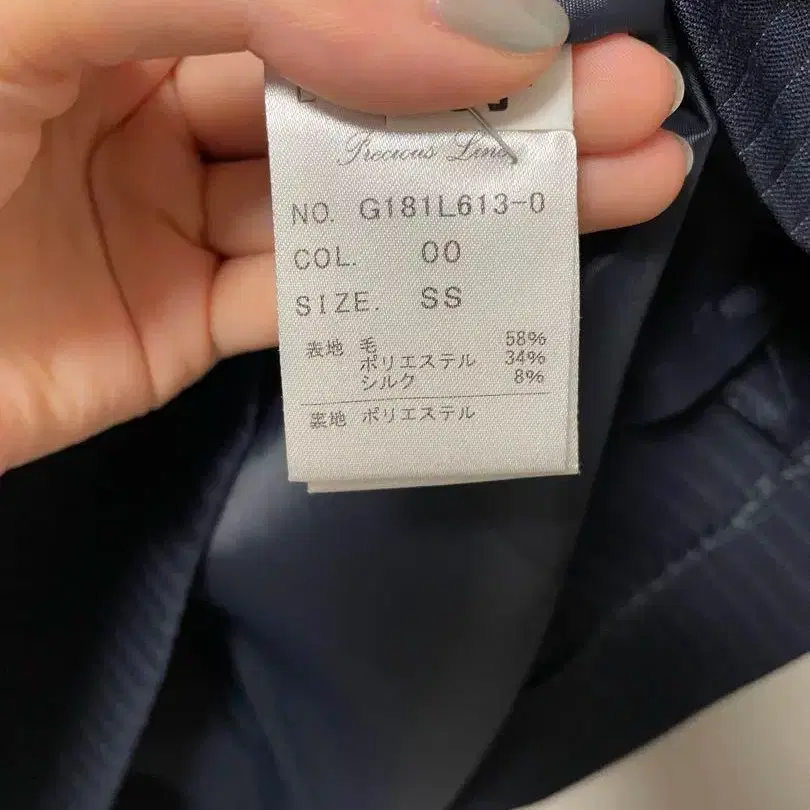 Precious Line
NO. G181L613-0
COL. 00
SIZE. SS
表地 毛 58%
ポリエステル 34%
シルク 8%
裏地 ポリエステル